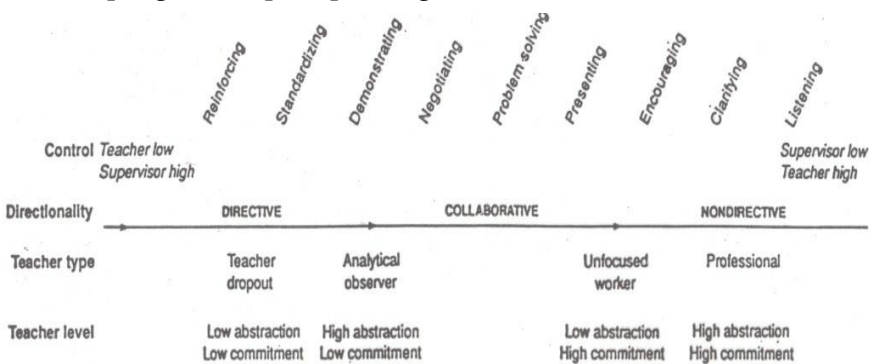 Reinforcing
Standardizing
Demonstrating
Negotiating
Problem solving
Presenting
Encouraging
Clarifying
Listening
Control Teacher low Supervisor low
Supervisor high Teacher high
Directionality DIRECTIVE COLLABORATIVE NONDIRECTIVE
Teacher type Teacher Analytical Unfocused Professional
dropout observer worker
Teacher level Low abstraction High abstraction Low abstraction High abstraction
Low commitment Low commitment High commitment High commitment